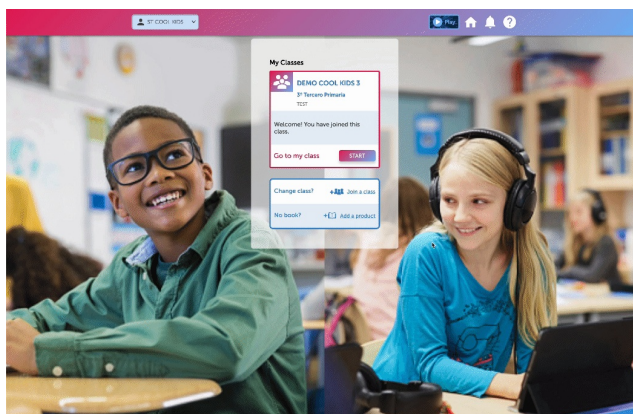 ST COOL KIDS
Play
?
My Classes
DEMO COOL KIDS 3
3º Tercero Primaria
TEST
Welcome! You have joined this
class.
Go to my class
START
Change class?
+ Join a class
No book?
+ Add a product